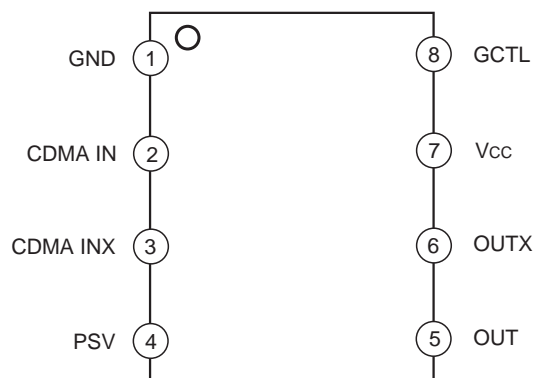 GND 1 8 GCTL
CDMA IN 2 7 Vcc
CDMA INX 3 6 OUTX
PSV 4 5 OUT